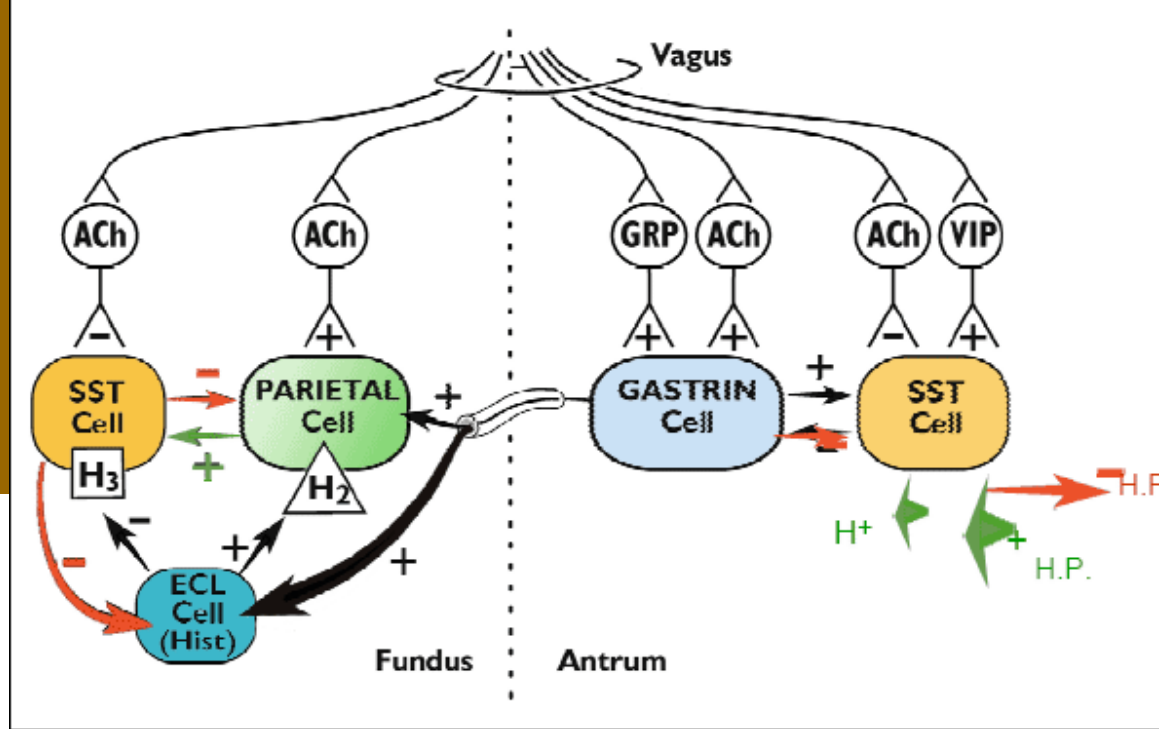 Vagus
ACh
ACh
GRP
ACh
ACh
VIP
-
+
+
+
-
+
SST
Cell
-
+
PARIETAL
Cell
+
GASTRIN
Cell
+
-
SST
Cell
H3
H2
-
-
+
+
ECL
Cell
(Hist)
H+
+
H.P.
-
Fundus
Antrum